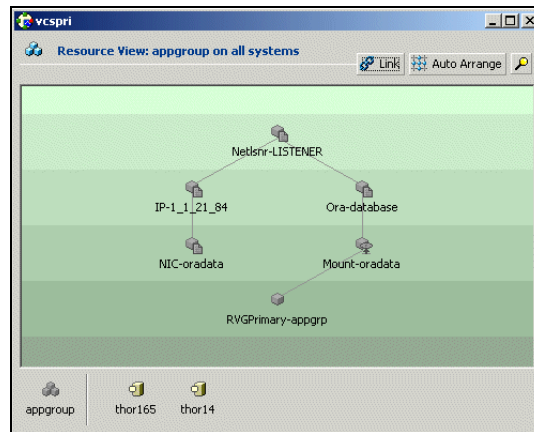 vcspri
Resource View: appgroup on all systems
Link
Auto Arrange
Netlsnr-LISTENER
IP-1_1_21_84
Ora-database
NIC-oradata
Mount-oradata
RVGPrimary-appgrp
appgroup
thor165
thor14